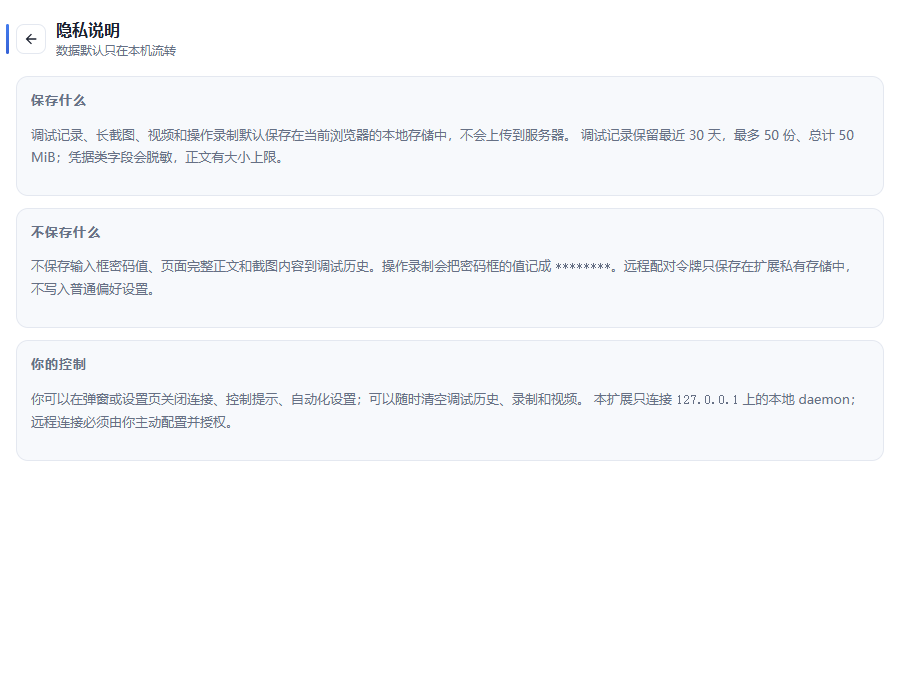 隐私说明
数据默认只在本机流转
保存什么
调试记录、长截图、视频和操作录制默认保存在当前浏览器的本地存储中，不会上传到服务器。 调试记录保留最近 30 天，最多 50 份、总计 50
MiB；凭据类字段会脱敏，正文有大小上限。
不保存什么
不保存输入框密码值、页面完整正文和截图内容到调试历史。操作录制会把密码框的值记成 ********。远程配对令牌只保存在扩展私有存储中，
不写入普通偏好设置。
你的控制
你可以在弹窗或设置页关闭连接、控制提示、自动化设置；可以随时清空调试历史、录制和视频。 本扩展只连接 127.0.0.1 上的本地 daemon；
远程连接必须由你主动配置并授权。